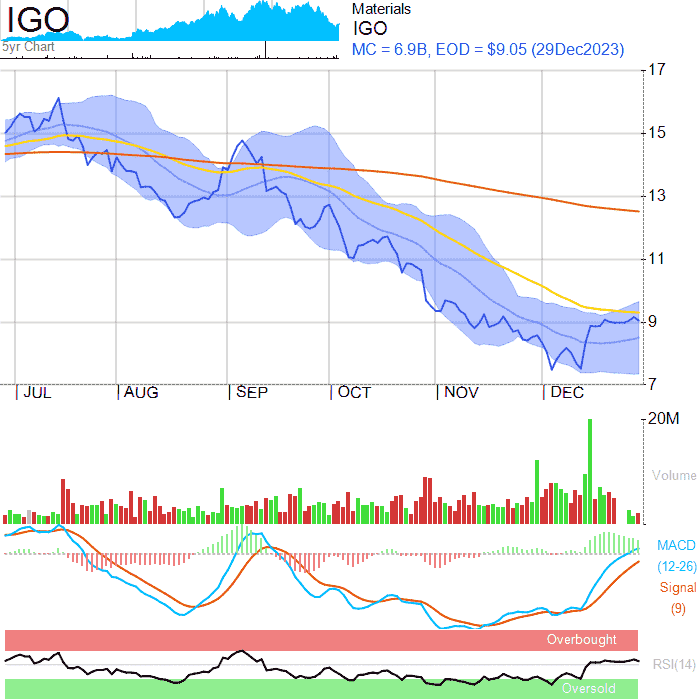 IGO
5yr Chart
Materials
IGO
MC = 6.9B, EOD = $9.05 (29Dec2023)
17
15
13
11
9
7
JUL AUG SEP OCT NOV DEC
20M
Volume
MACD
(12-26)
Signal
(9)
Overbought
RSI(14)
Oversold